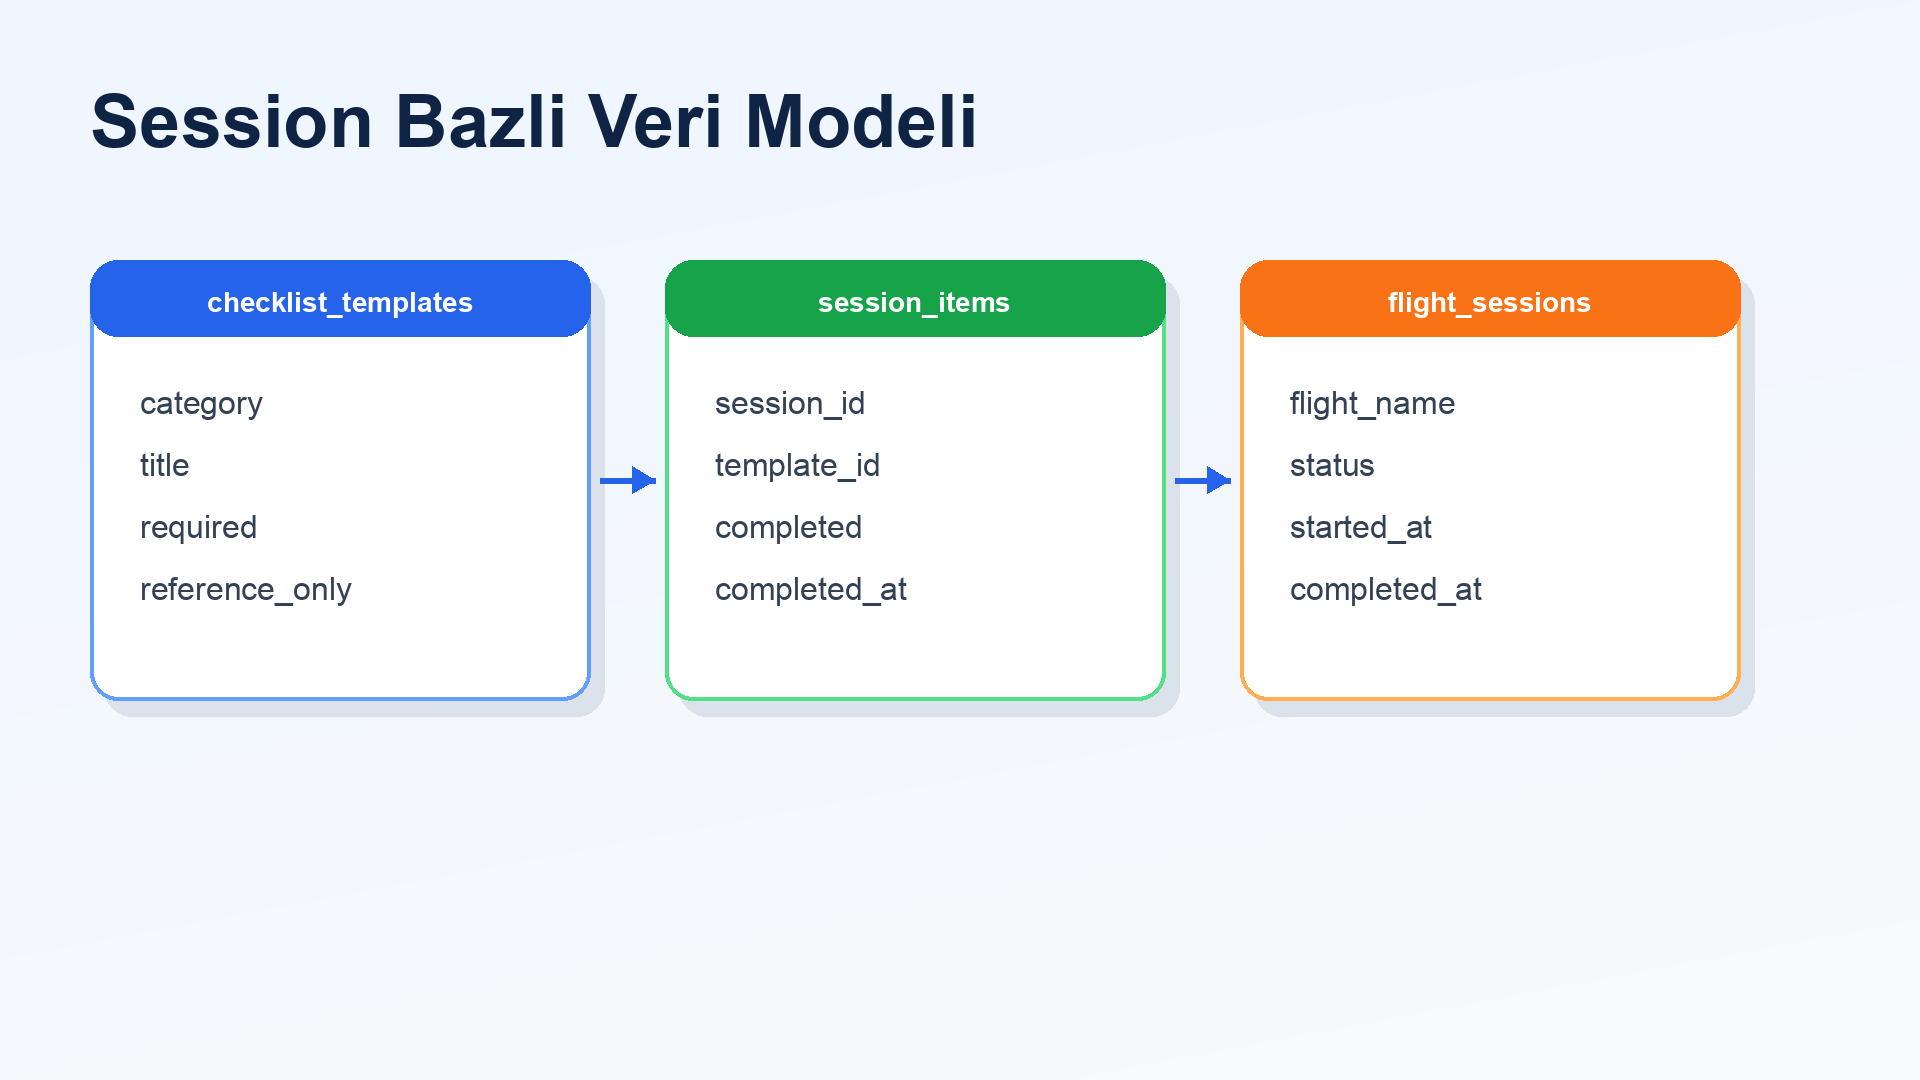 Session Bazli Veri Modeli
checklist_templates
category
title
required
reference_only
session_items
session_id
template_id
completed
completed_at
flight_sessions
flight_name
status
started_at
completed_at